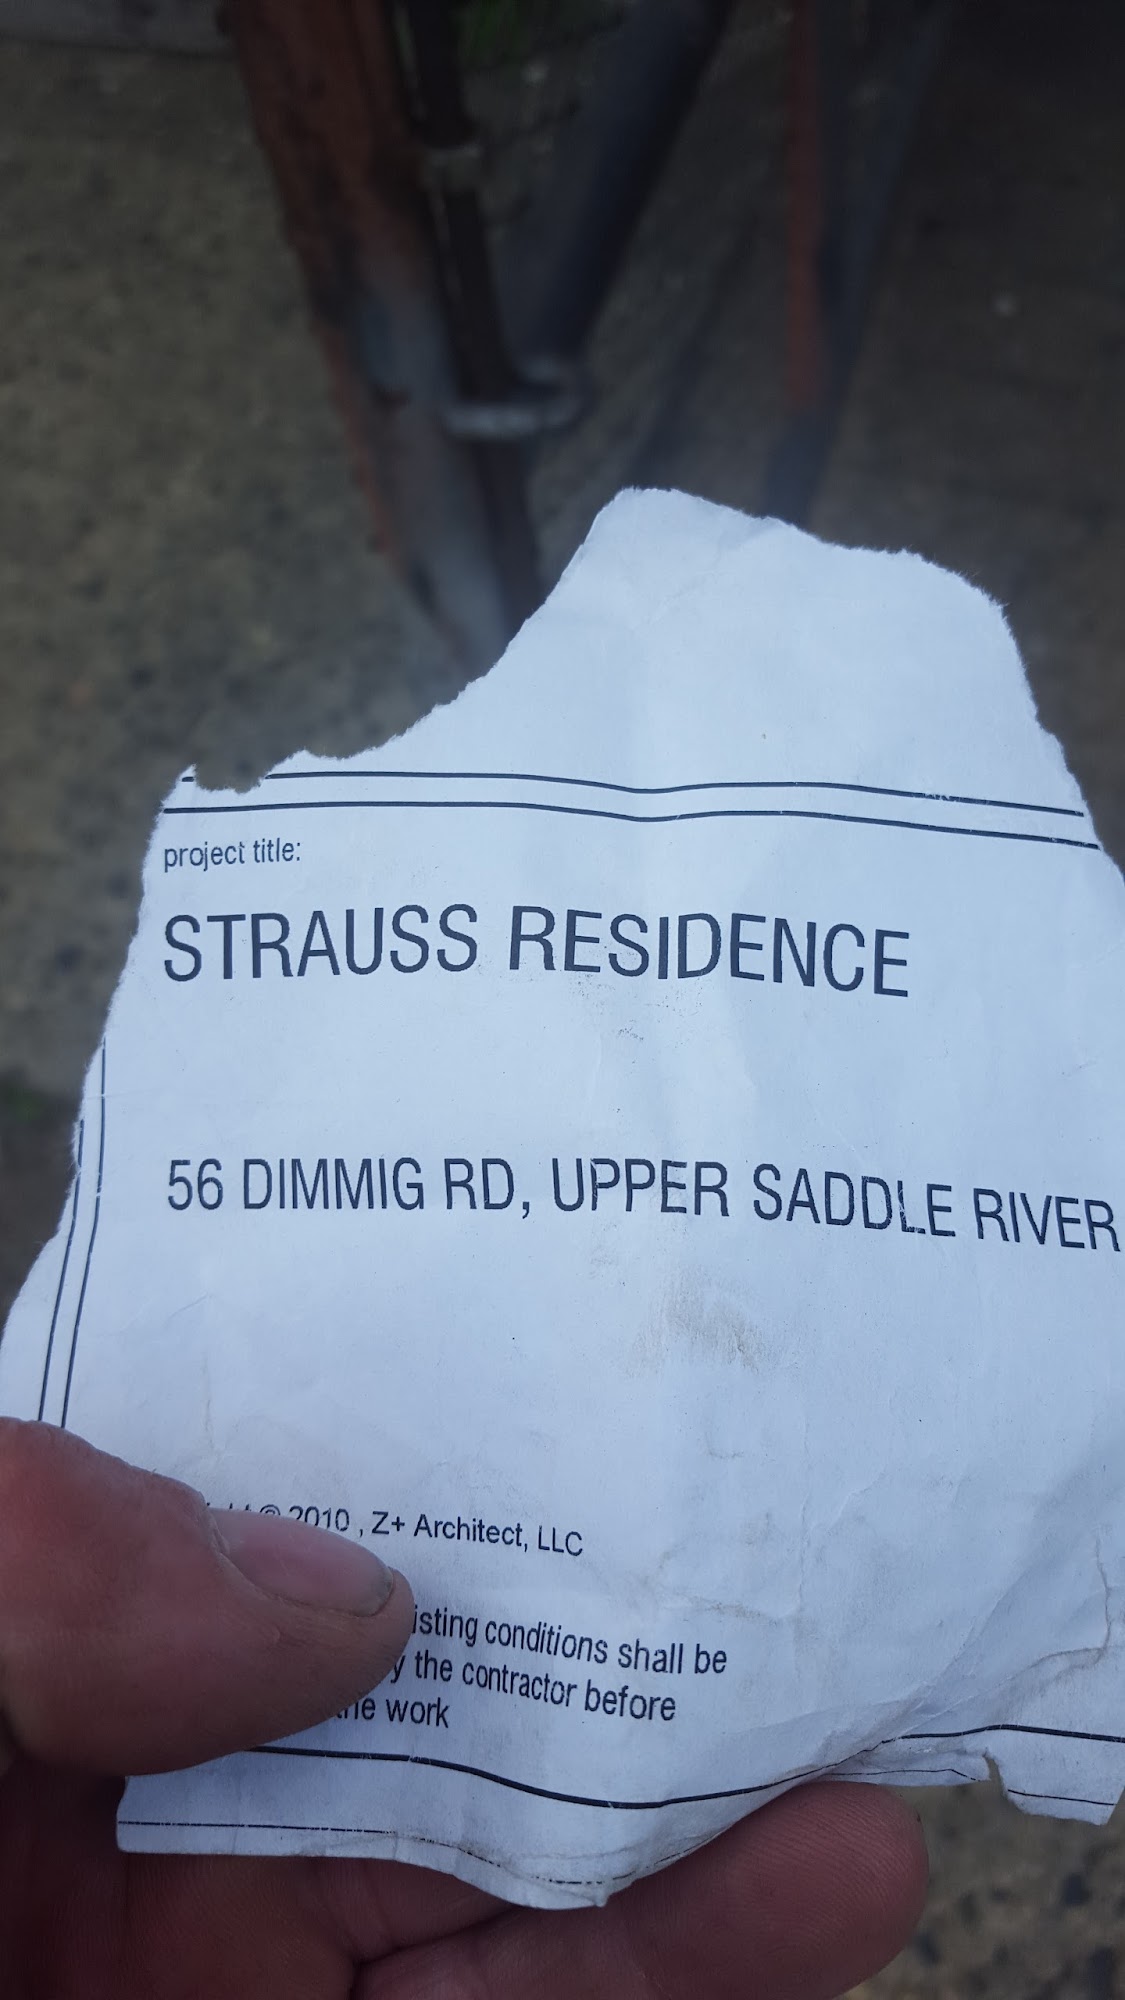 project title:
STRAUSS RESIDENCE
56 DIMMIG RD, UPPER SADDLE RIVER
© 2010 , Z+ Architect, LLC
conditions shall be
the contractor before
work